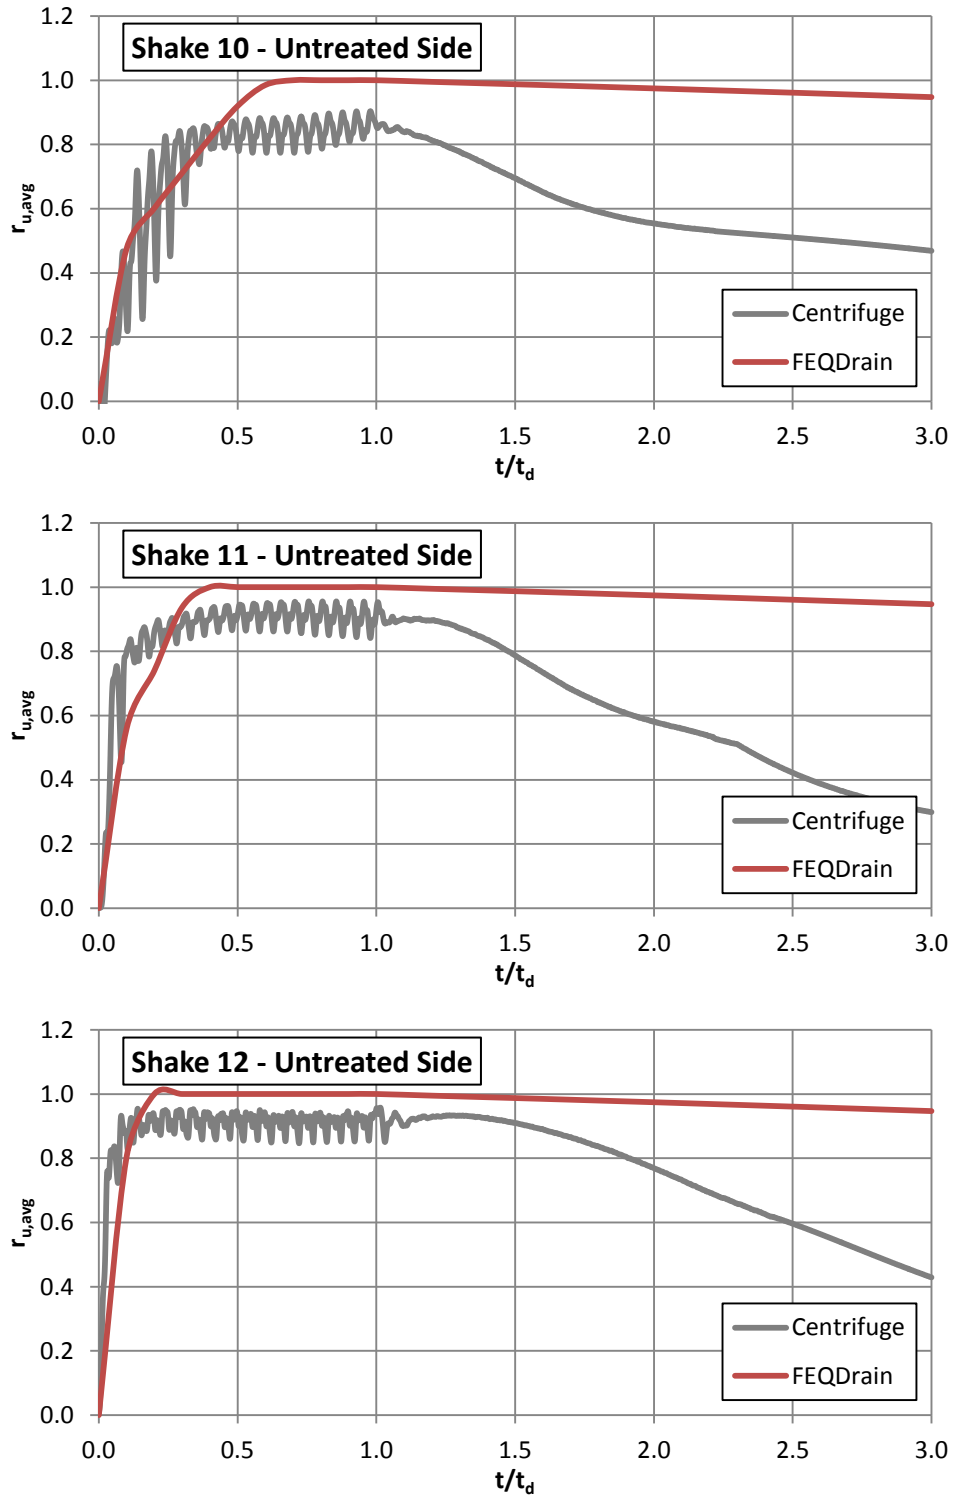 1.2
Shake 10 - Untreated Side
1.0
0.8
0.6
0.4
0.2
0.0
r_u,avg
Centrifuge
FEQDrain
0.0 0.5 1.0 1.5 2.0 2.5 3.0
t/t_d
1.2
Shake 11 - Untreated Side
1.0
0.8
0.6
0.4
0.2
0.0
r_u,avg
Centrifuge
FEQDrain
0.0 0.5 1.0 1.5 2.0 2.5 3.0
t/t_d
1.2
Shake 12 - Untreated Side
1.0
0.8
0.6
0.4
0.2
0.0
r_u,avg
Centrifuge
FEQDrain
0.0 0.5 1.0 1.5 2.0 2.5 3.0
t/t_d